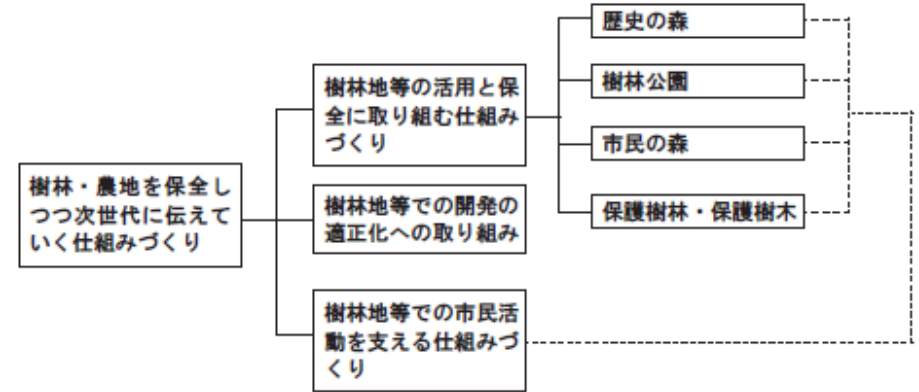 樹林・農地を保全し
つつ次世代に伝えて
いく仕組みづくり
樹林地等の活用と保
全に取り組む仕組み
づくり
樹林地等での開発の
適正化への取り組み
樹林地等での市民活
動を支える仕組みづ
くり
歴史の森
樹林公園
市民の森
保護樹林・保護樹木